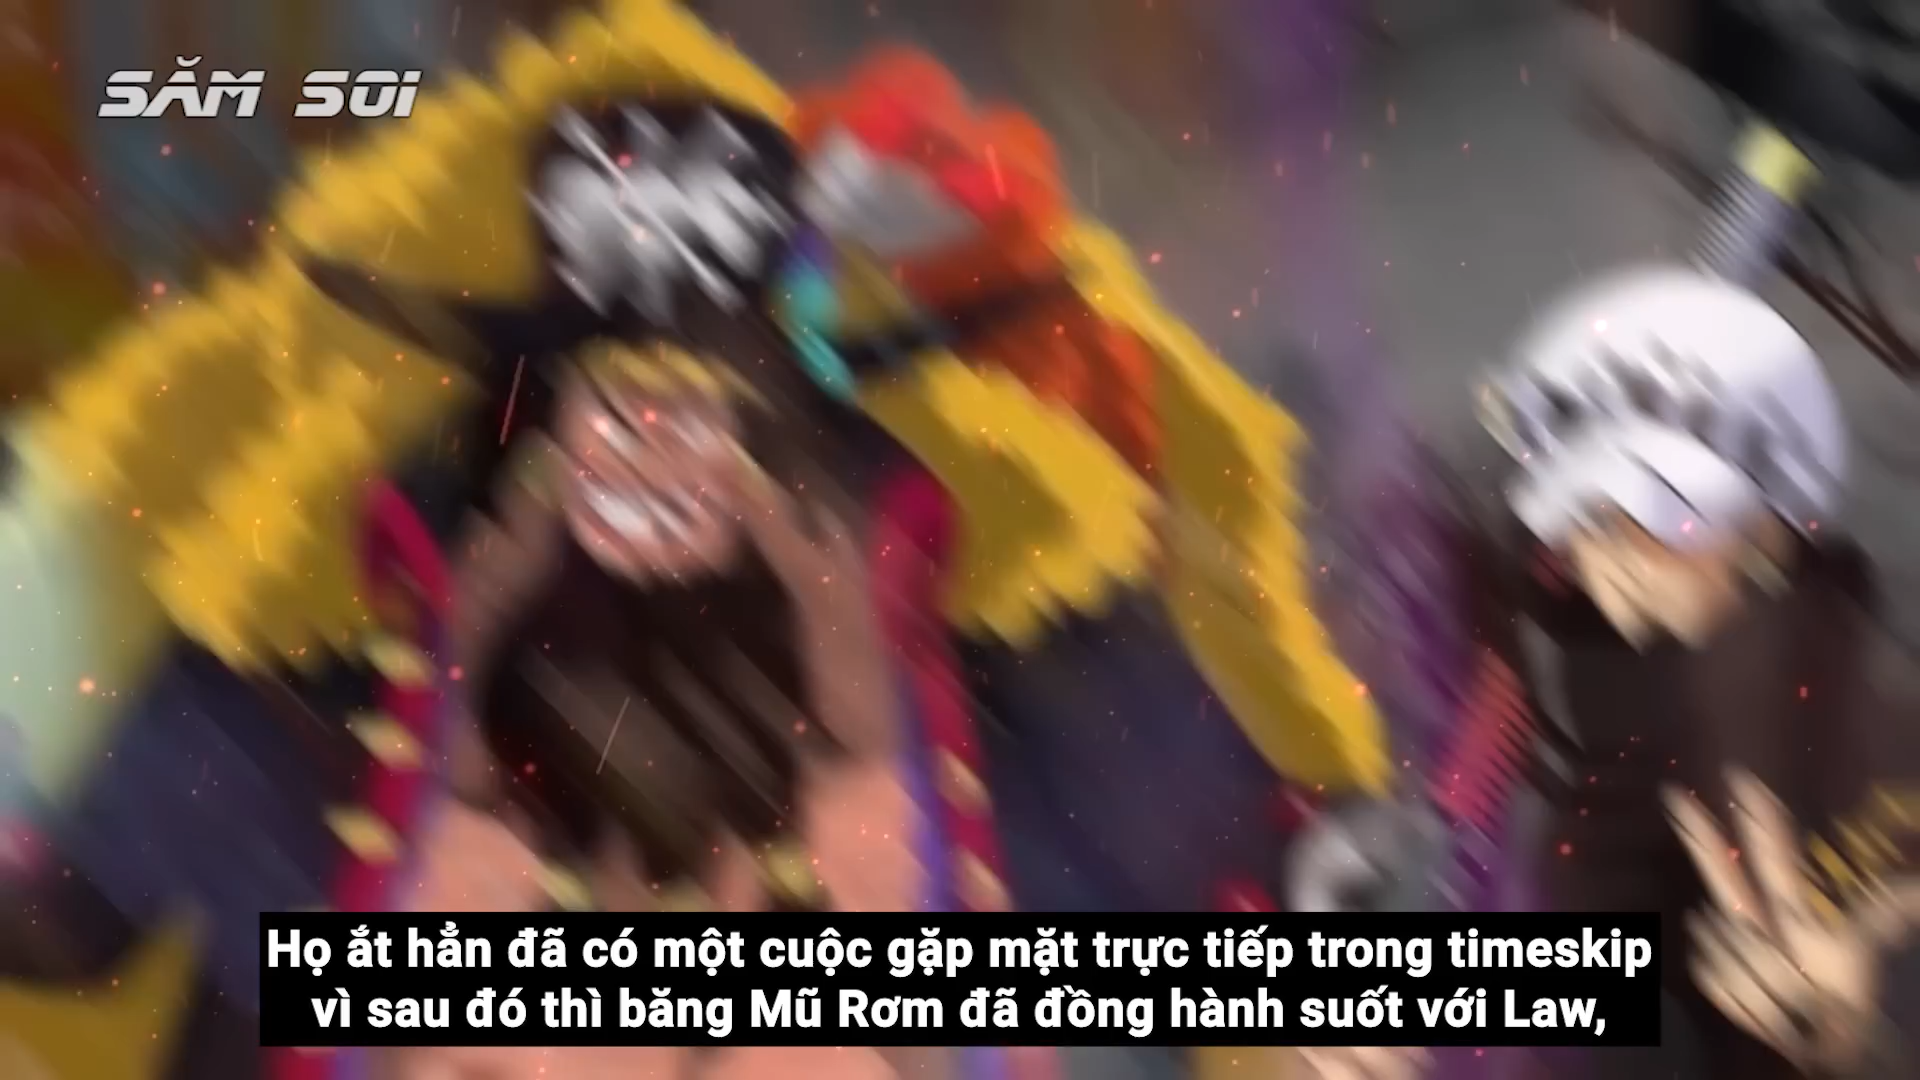 SĂM SOI
Họ ắt hẳn đã có một cuộc gặp mặt trực tiếp trong timeskip
vì sau đó thì băng Mũ Rơm đã đồng hành suốt với Law,